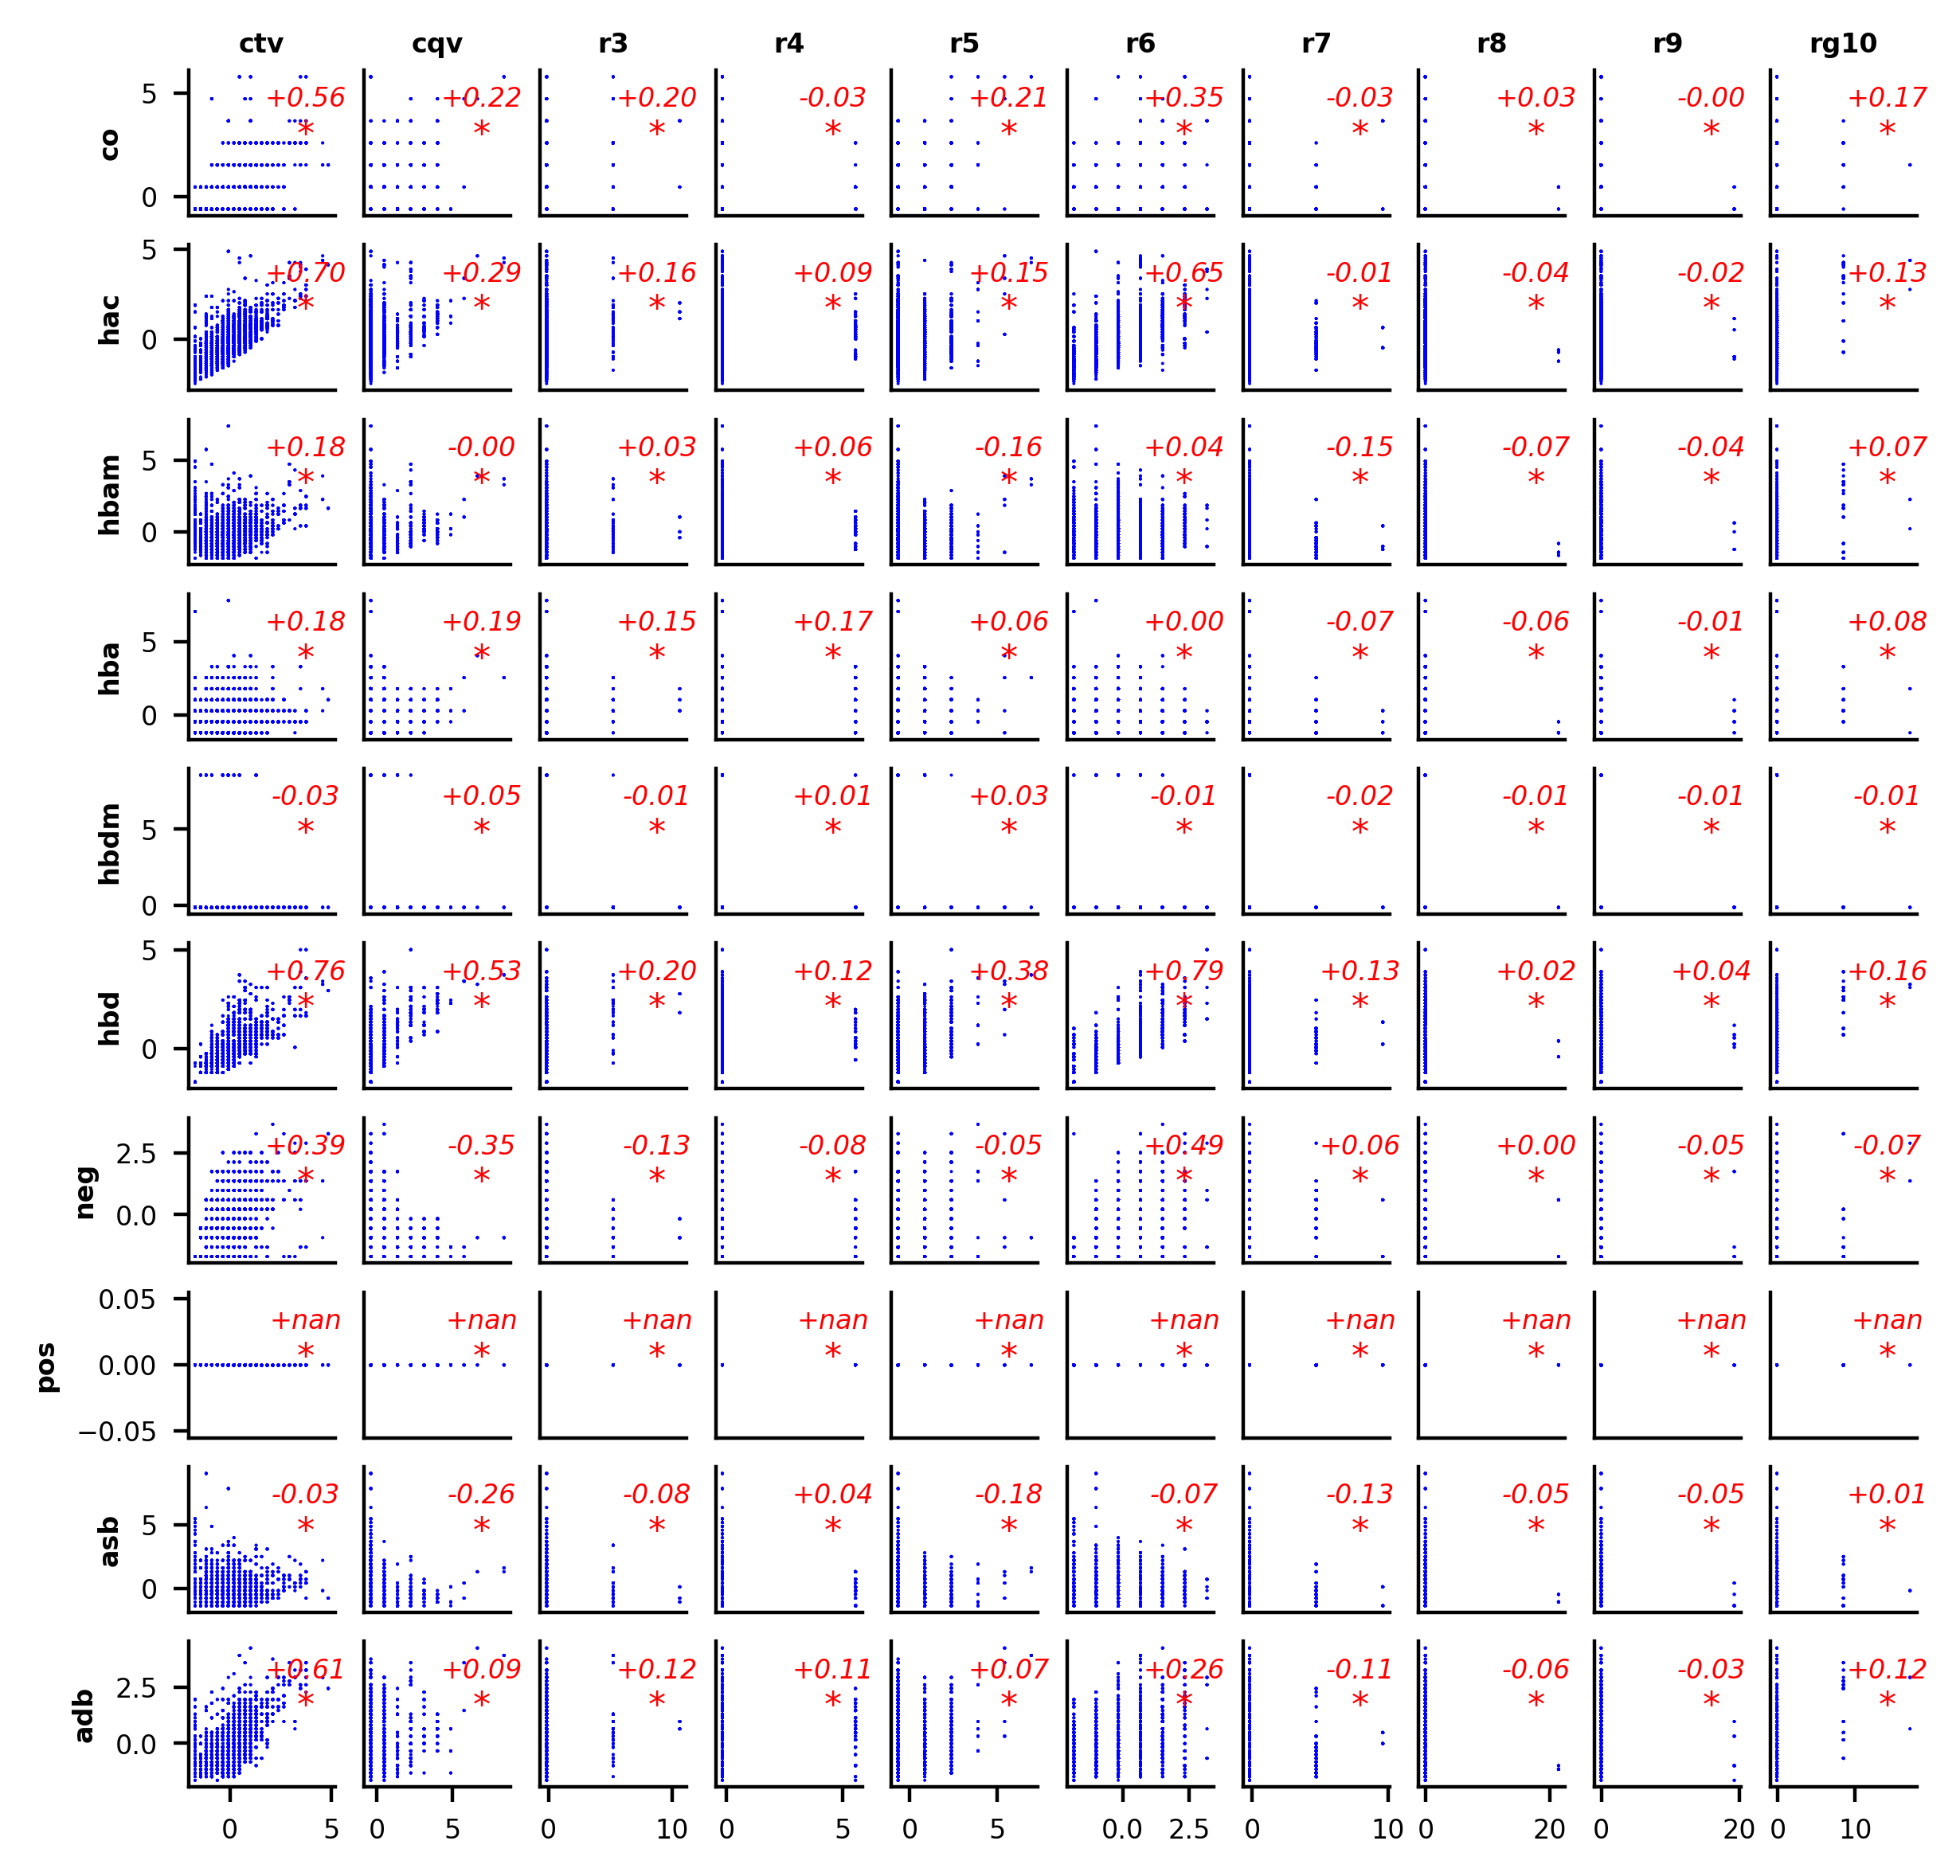 ctv cqv r3 r4 r5 r6 r7 r8 r9 rg10
5 +0.56 +0.22 +0.20 -0.03 +0.21 +0.35 -0.03 +0.03 -0.00 +0.17
co * * * * * * * * * *
0
5 +0.70 +0.29 +0.16 +0.09 +0.15 +0.65 -0.01 -0.04 -0.02 +0.13
hac * * * * * * * * * *
0
5 +0.18 -0.00 +0.03 +0.06 -0.16 +0.04 -0.15 -0.07 -0.04 +0.07
hbam * * * * * * * * * *
0
5 +0.18 +0.19 +0.15 +0.17 +0.06 +0.00 -0.07 -0.06 -0.01 +0.08
hba * * * * * * * * * *
0
-0.03 +0.05 -0.01 +0.01 +0.03 -0.01 -0.02 -0.01 -0.01 -0.01
hbdm 5 * * * * * * * * * *
0
5 +0.76 +0.53 +0.20 +0.12 +0.38 +0.79 +0.13 +0.02 +0.04 +0.16
hbd * * * * * * * * * *
0
2.5 +0.39 -0.35 -0.13 -0.08 -0.05 +0.49 +0.06 +0.00 -0.05 -0.07
neg * * * * * * * * * *
0.0
0.05 +nan +nan +nan +nan +nan +nan +nan +nan +nan +nan
pos 0.00 * * * * * * * * * *
−0.05
-0.03 -0.26 -0.08 +0.04 -0.18 -0.07 -0.13 -0.05 -0.05 +0.01
asb 5 * * * * * * * * * *
0
2.5 +0.61 +0.09 +0.12 +0.11 +0.07 +0.26 -0.11 -0.06 -0.03 +0.12
adb * * * * * * * * * *
0.0
0 5 0 5 0 10 0 5 0 5 0.0 2.5 0 10 0 20 0 20 0 10